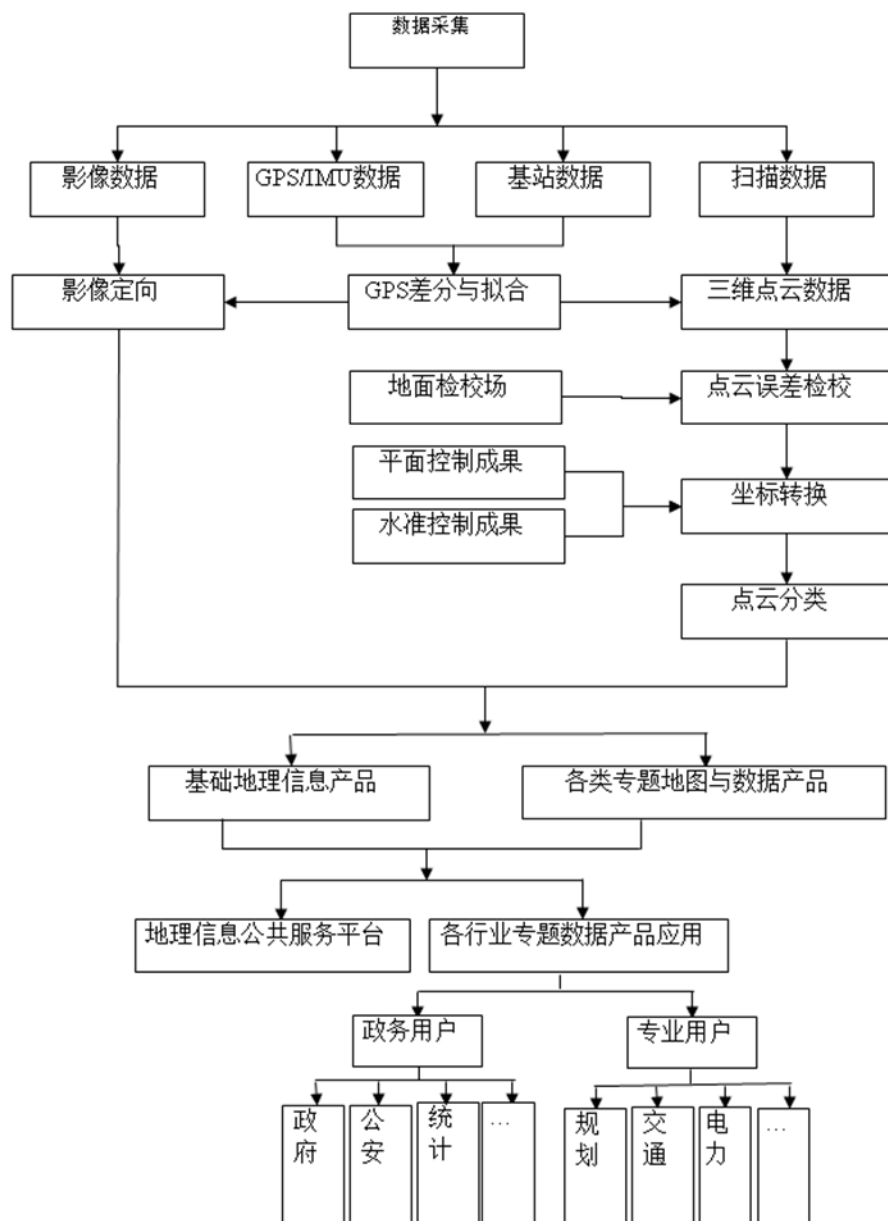 数据采集
影像数据
GPS/IMU数据
基站数据
扫描数据
影像定向
GPS差分与拟合
三维点云数据
地面检校场
点云误差检校
平面控制成果
坐标转换
水准控制成果
点云分类
基础地理信息产品
各类专题地图与数据产品
地理信息公共服务平台
各行业专题数据产品应用
政务用户
专业用户
政府
公安
统计
…
规划
交通
电力
…